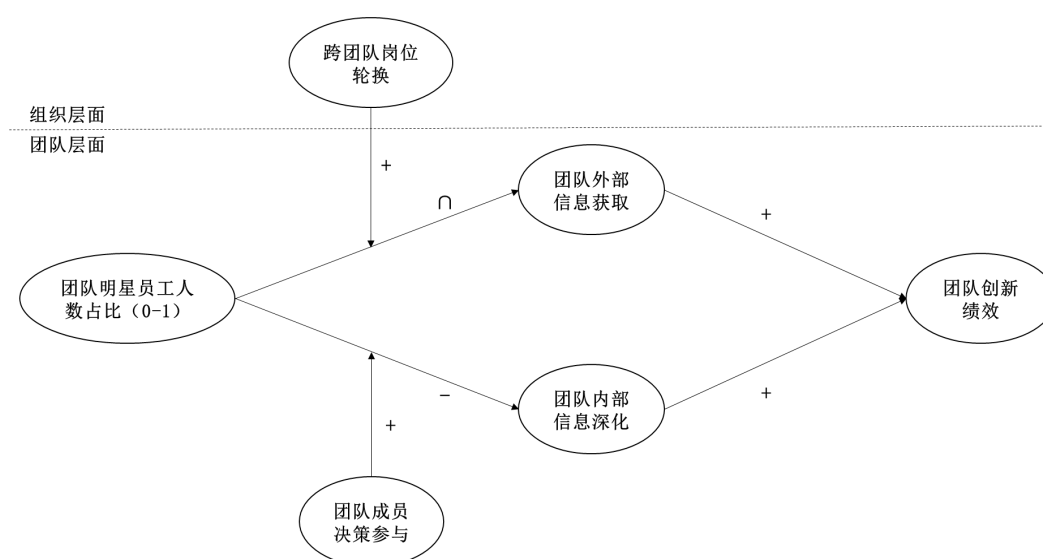 跨团队岗位
轮换
组织层面
团队层面
+
团队外部
信息获取
∩
+
团队明星员工人
数占比（0-1）
团队创新
绩效
−
+
团队内部
信息深化
+
团队成员
决策参与